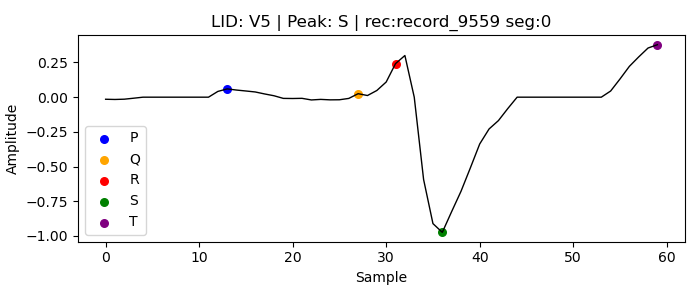 LID: V5 | Peak: S | rec:record_9559 seg:0
Amplitude
0.25
0.00
−0.25
−0.50
−0.75
−1.00
P
Q
R
S
T
0 10 20 30 40 50 60
Sample